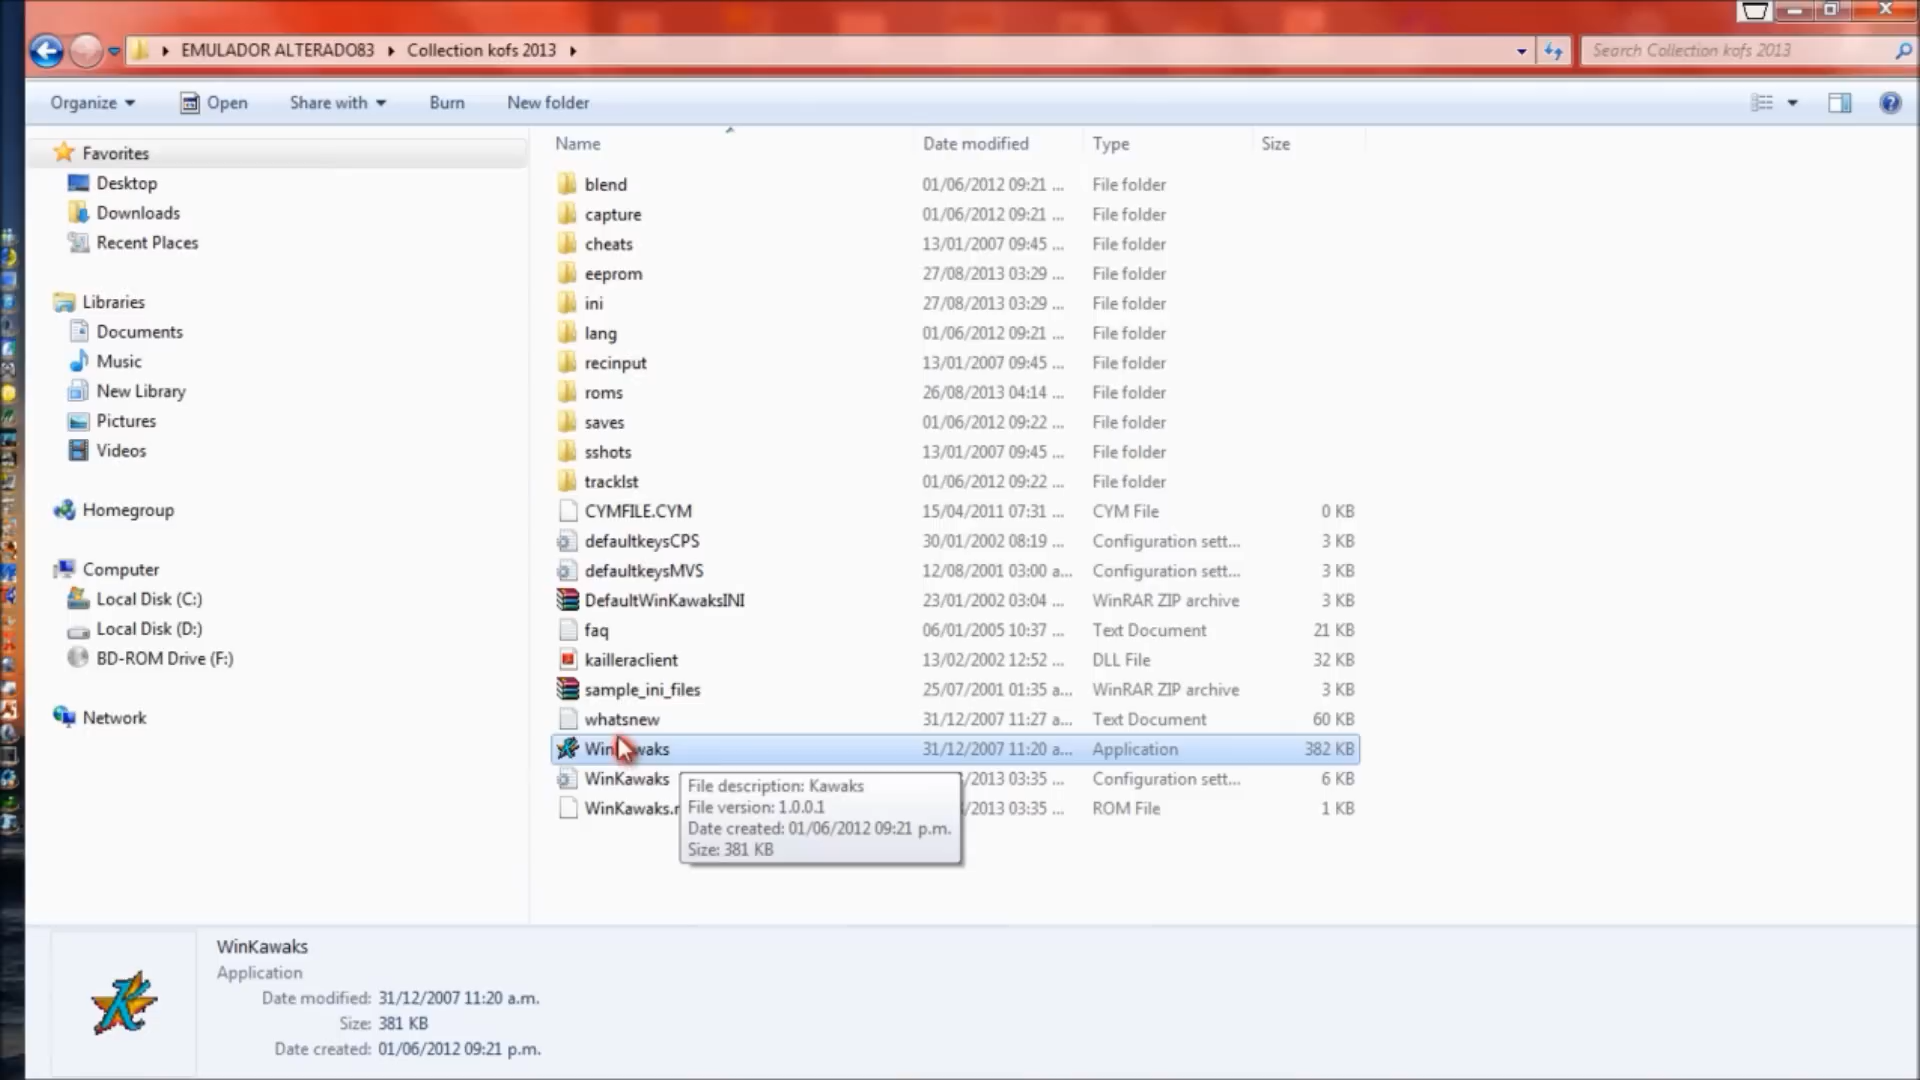 EMULADOR ALTERADO83 Collection kofs 2013 Search Collection kofs 2013
Organize Open Share with Burn New folder
Name Date modified Type Size
Favorites
Desktop
Downloads
Recent Places
Libraries
Documents
Music
New Library
Pictures
Videos
Homegroup
Computer
Local Disk (C:)
Local Disk (D:)
BD-ROM Drive (F:)
Network
blend 01/06/2012 09:21 ... File folder
capture 01/06/2012 09:21 ... File folder
cheats 13/01/2007 09:45 ... File folder
eeprom 27/08/2013 03:29 ... File folder
ini 27/08/2013 03:29 ... File folder
lang 01/06/2012 09:21 ... File folder
recinput 13/01/2007 09:45 ... File folder
roms 26/08/2013 04:14 ... File folder
saves 01/06/2012 09:22 ... File folder
sshots 13/01/2007 09:45 ... File folder
tracklst 01/06/2012 09:22 ... File folder
CYMFILE.CYM 15/04/2011 07:31 ... CYM File 0 KB
defaultkeysCPS 30/01/2002 08:19 ... Configuration sett... 3 KB
defaultkeysMVS 12/08/2001 03:00 a... Configuration sett... 3 KB
DefaultWinKawaksINI 23/01/2002 03:04 ... WinRAR ZIP archive 3 KB
faq 06/01/2005 10:37 ... Text Document 21 KB
kailleraclient 13/02/2002 12:52 ... DLL File 32 KB
sample_ini_files 25/07/2001 01:35 a... WinRAR ZIP archive 3 KB
whatsnew 31/12/2007 11:27 a... Text Document 60 KB
WinKawaks 31/12/2007 11:20 a... Application 382 KB
WinKawaks /2013 03:35 ... Configuration sett... 6 KB
WinKawaks.r /2013 03:35 ... ROM File 1 KB
File description: Kawaks
File version: 1.0.0.1
Date created: 01/06/2012 09:21 p.m.
Size: 381 KB
WinKawaks
Application
Date modified: 31/12/2007 11:20 a.m.
Size: 381 KB
Date created: 01/06/2012 09:21 p.m.